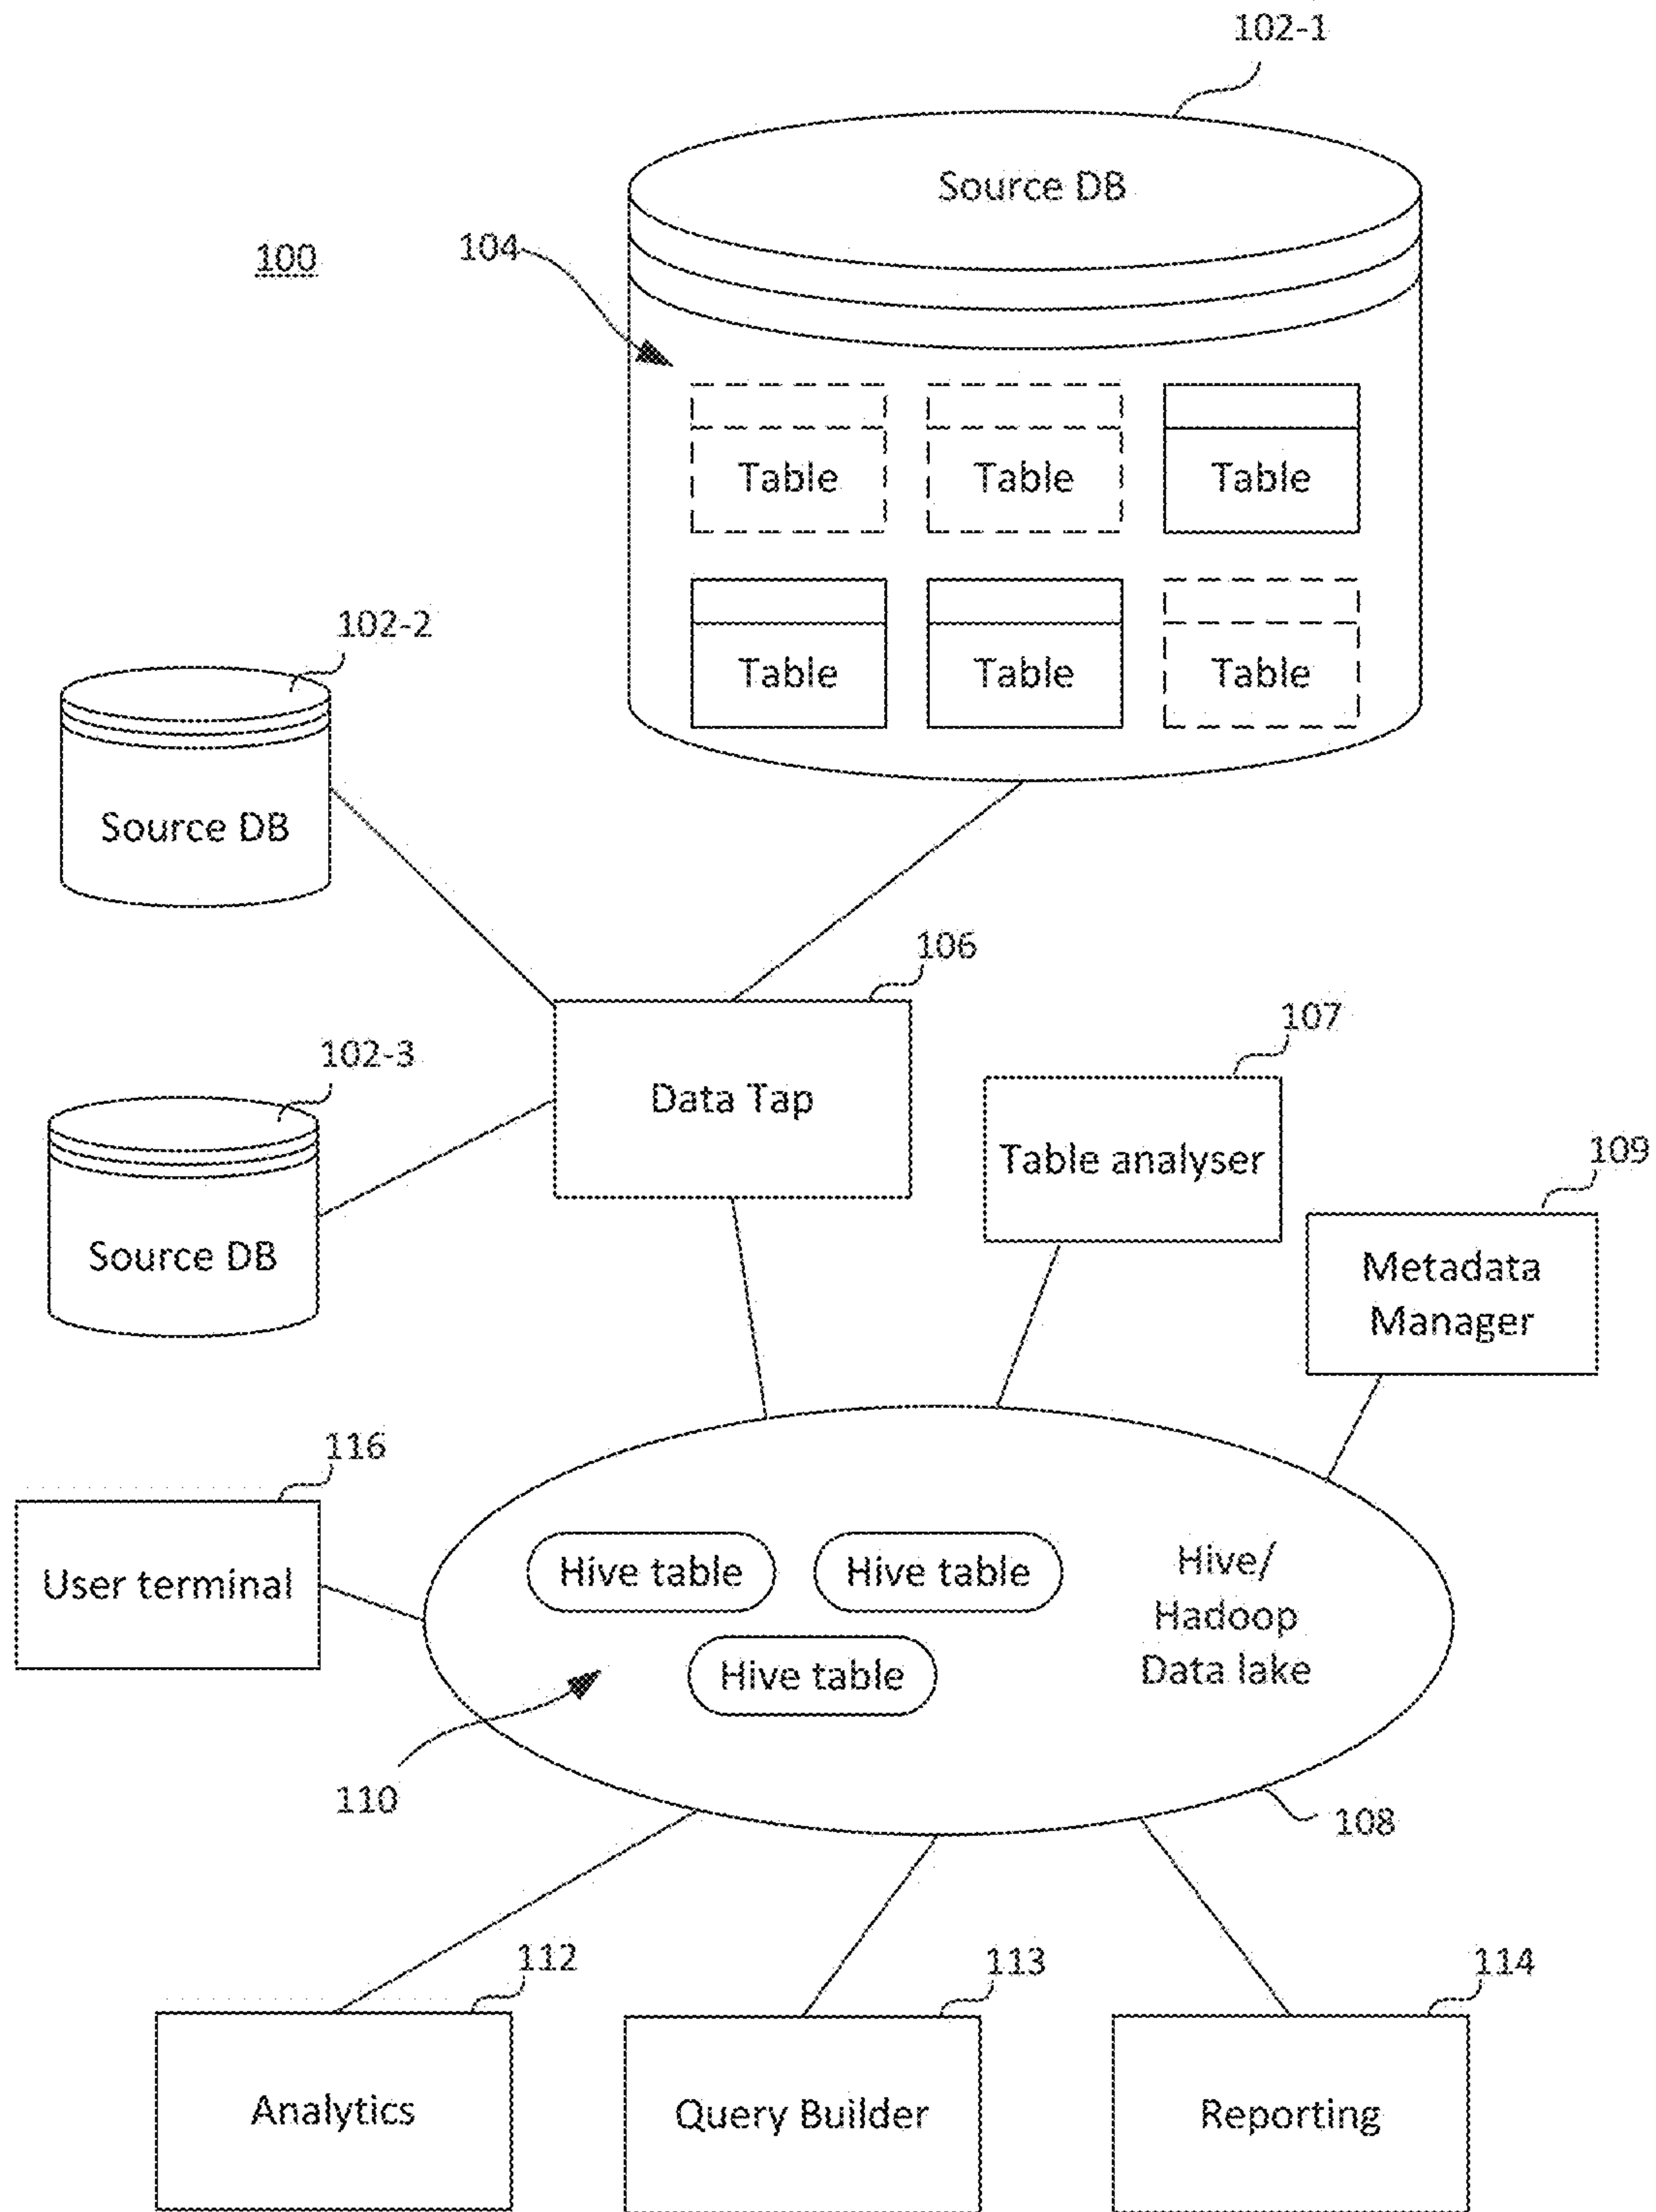 102-1
Source DB
100
104
Table
Table
Table
102-2
Table
Table
Table
Source DB
106
102-3
107
Data Tap
Table analyser
109
Source DB
Metadata
Manager
116
User terminal
Hive table
Hive table
Hive/
Hadoop
Data lake
Hive table
110
108
112
113
114
Analytics
Query Builder
Reporting